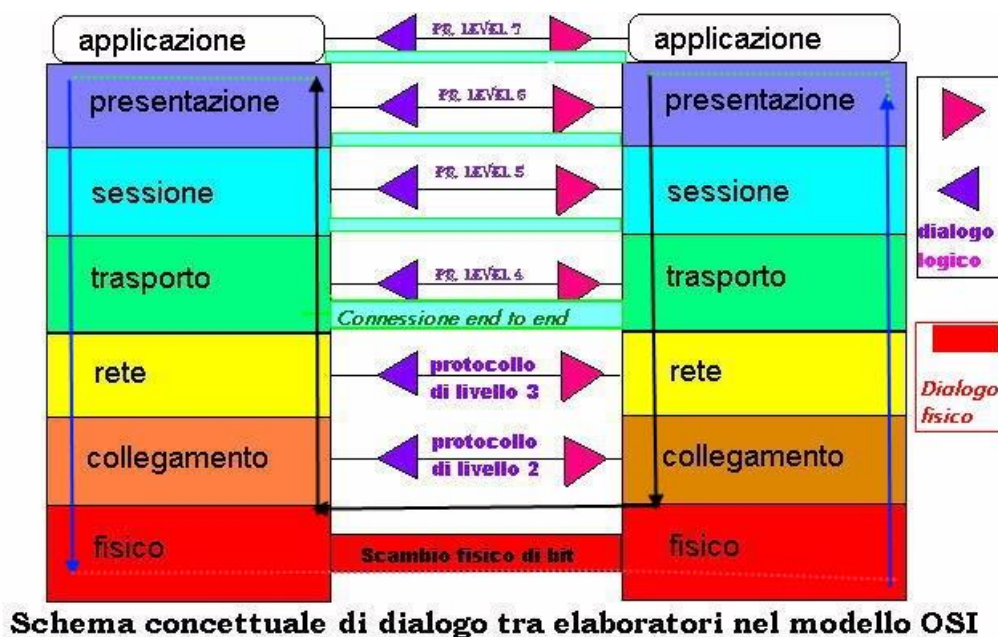 applicazione
PR. LEVEL 7
applicazione
presentazione
PR. LEVEL 6
presentazione
sessione
PR. LEVEL 5
sessione
dialogo
logico
trasporto
PR. LEVEL 4
trasporto
Connessione end to end
rete
protocollo
di livello 3
rete
Dialogo
fisico
collegamento
protocollo
di livello 2
collegamento
fisico
Scambio fisico di bit
fisico
Schema concettuale di dialogo tra elaboratori nel modello OSI